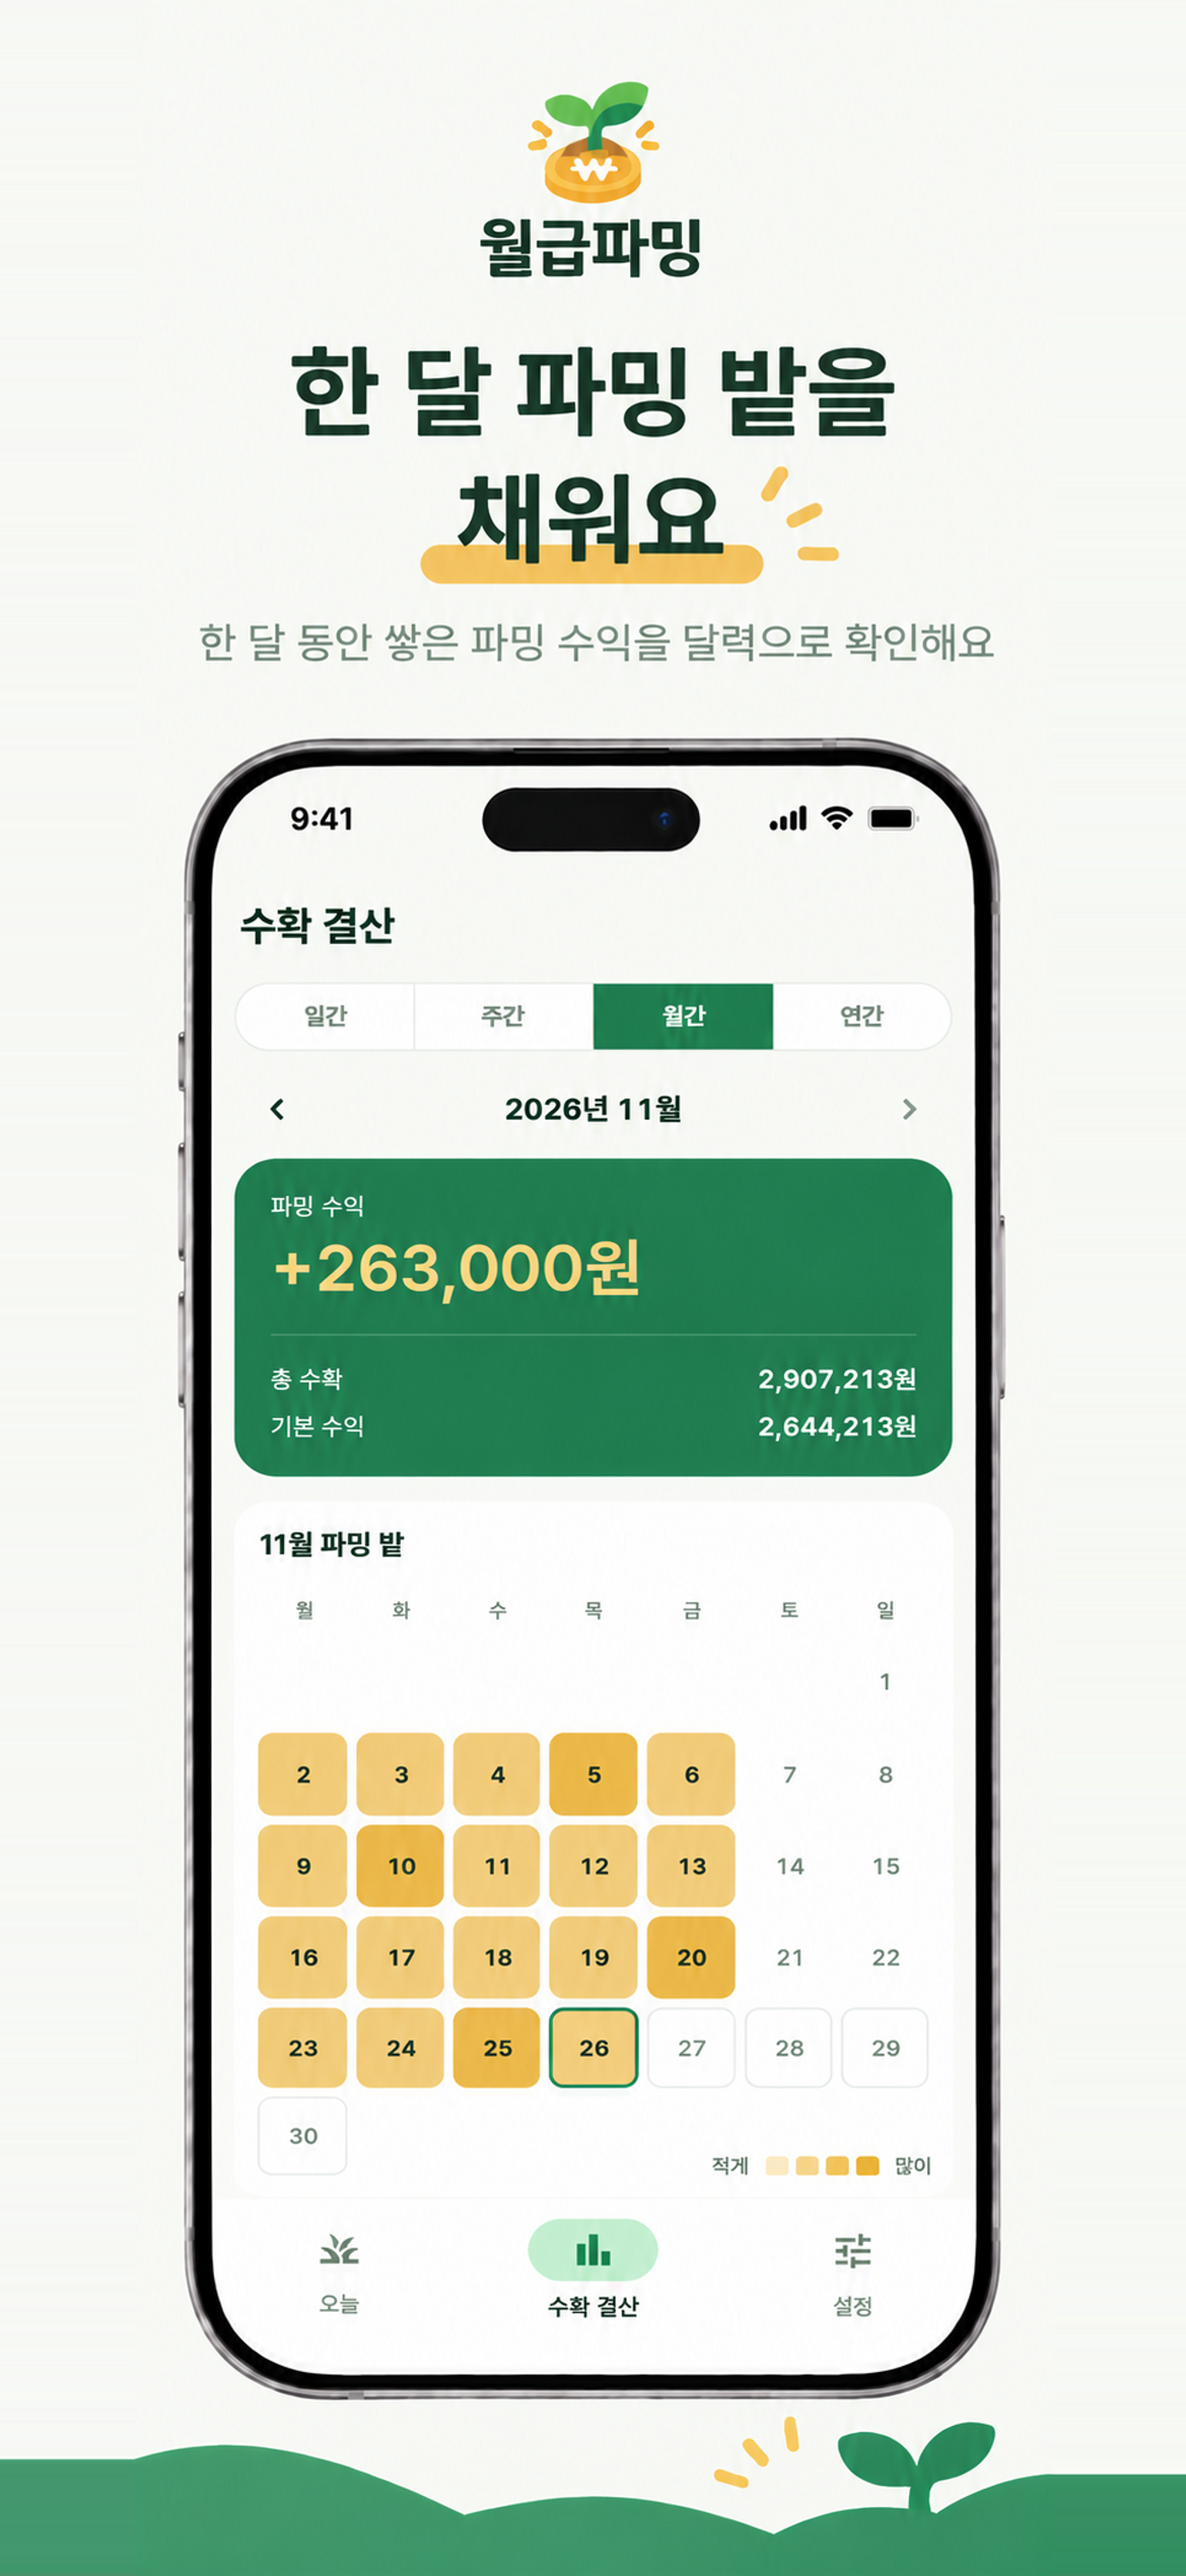 ₩
월급파밍
한 달 파밍 밭을
채워요
한 달 동안 쌓은 파밍 수익을 달력으로 확인해요
9:41
수확 결산
일간 주간 월간 연간
2026년 11월
파밍 수익
+263,000원
총 수확 2,907,213원
기본 수익 2,644,213원
11월 파밍 밭
월 화 수 목 금 토 일
1
2 3 4 5 6 7 8
9 10 11 12 13 14 15
16 17 18 19 20 21 22
23 24 25 26 27 28 29
30
적게 많이
오늘 수확 결산 설정